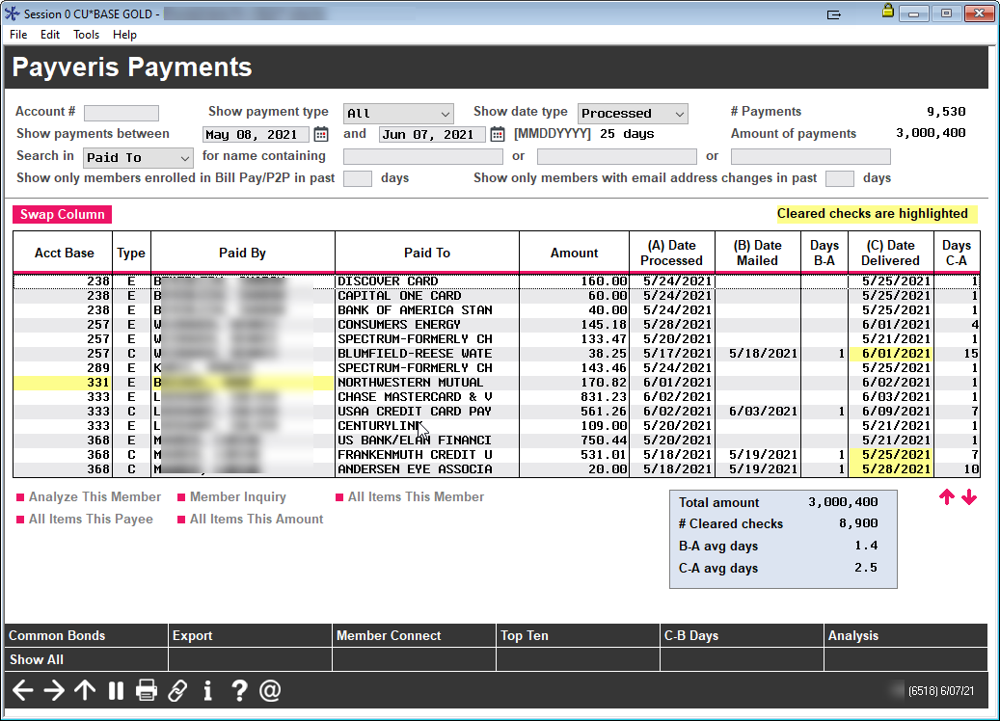 Session 0 CU*BASE GOLD -
File Edit Tools Help
Payveris Payments
Account # Show payment type All Show date type Processed # Payments 9,530
Show payments between May 08, 2021 and Jun 07, 2021 [MMDDYYYY] 25 days Amount of payments 3,000,400
Search in Paid To for name containing or or
Show only members enrolled in Bill Pay/P2P in past days Show only members with email address changes in past days
Swap Column Cleared checks are highlighted
Acct Base Type Paid By Paid To Amount (A) Date Processed (B) Date Mailed Days B-A (C) Date Delivered Days C-A
238 E B DISCOVER CARD 160.00 5/24/2021 5/25/2021 1
238 E B CAPITAL ONE CARD 60.00 5/24/2021 5/25/2021 1
238 E B BANK OF AMERICA STAN 40.00 5/24/2021 5/25/2021 1
257 E W CONSUMERS ENERGY 145.18 5/28/2021 6/01/2021 4
257 E W SPECTRUM-FORMERLY CH 133.47 5/20/2021 5/21/2021 1
257 C W BLUMFIELD-REESE WATE 38.25 5/17/2021 5/18/2021 1 6/01/2021 15
289 E K SPECTRUM-FORMERLY CH 143.46 5/24/2021 5/25/2021 1
331 E B NORTHWESTERN MUTUAL 170.82 6/01/2021 6/02/2021 1
333 E L CHASE MASTERCARD & V 831.23 6/02/2021 6/03/2021 1
333 C L USAA CREDIT CARD PAY 561.26 6/02/2021 6/03/2021 1 6/09/2021 7
333 E L CENTURYLINK 109.00 5/20/2021 5/21/2021 1
368 E M US BANK/ELAN FINANCI 750.44 5/20/2021 5/21/2021 1
368 C M FRANKENMUTH CREDIT U 531.01 5/18/2021 5/19/2021 1 5/25/2021 7
368 C M ANDERSEN EYE ASSOCIA 20.00 5/18/2021 5/19/2021 1 5/28/2021 10
Analyze This Member Member Inquiry All Items This Member
All Items This Payee All Items This Amount
Total amount 3,000,400
# Cleared checks 8,900
B-A avg days 1.4
C-A avg days 2.5
Common Bonds Export Member Connect Top Ten C-B Days Analysis
Show All
(6518) 6/07/21